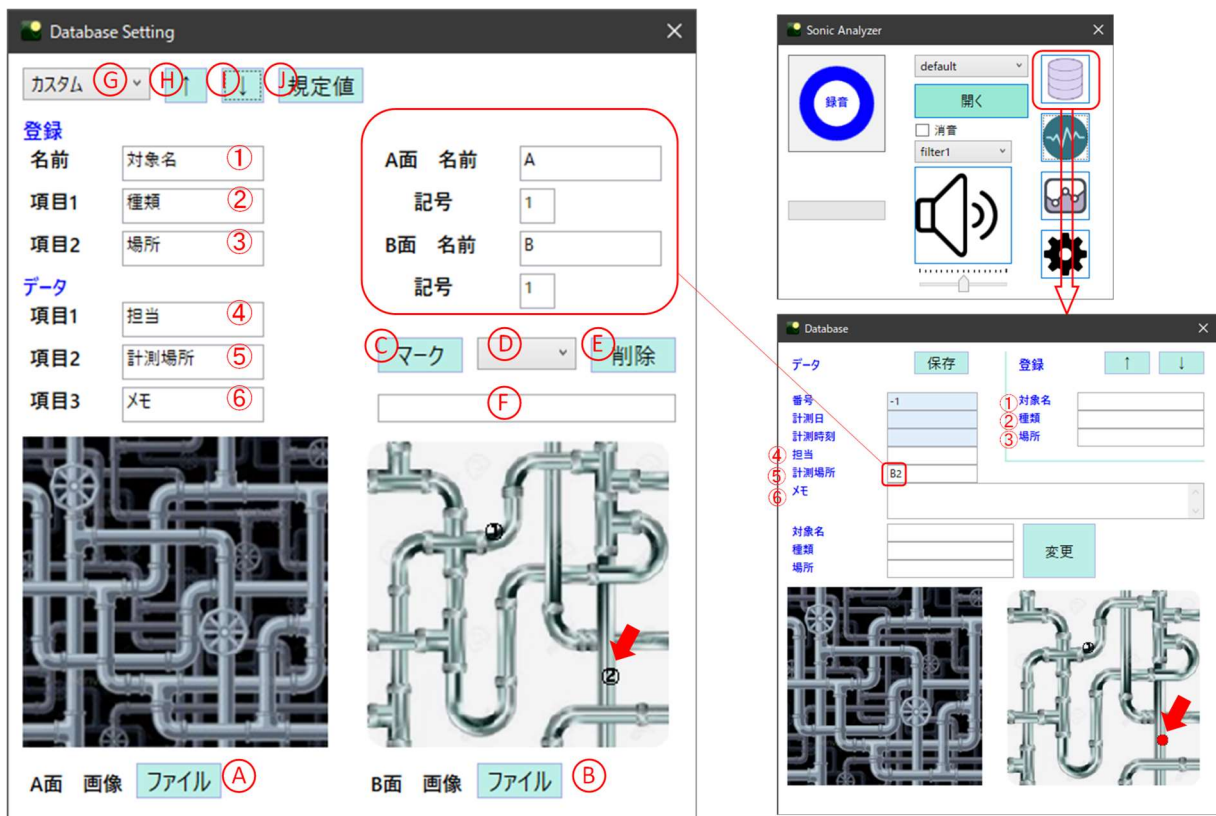 Database Setting
カスタム Ⓖ Ⓗ ↑ Ⓘ ↓ Ⓙ 規定値
登録
名前 対象名 ①
項目1 種類 ②
項目2 場所 ③
データ
項目1 担当 ④
項目2 計測場所 ⑤
項目3 メモ ⑥
A面 名前 A
記号 1
B面 名前 B
記号 1
Ⓒ マーク Ⓓ Ⓔ 削除
Ⓕ
②
A面 画像 ファイル Ⓐ
B面 画像 ファイル Ⓑ
Sonic Analyzer
録音
default
開く
消音
filter1
Database
データ 保存
登録 ↑ ↓
番号 -1
計測日
計測時刻
④ 担当
⑤ 計測場所 B2
⑥ メモ
① 対象名
② 種類
③ 場所
対象名
種類
場所
変更